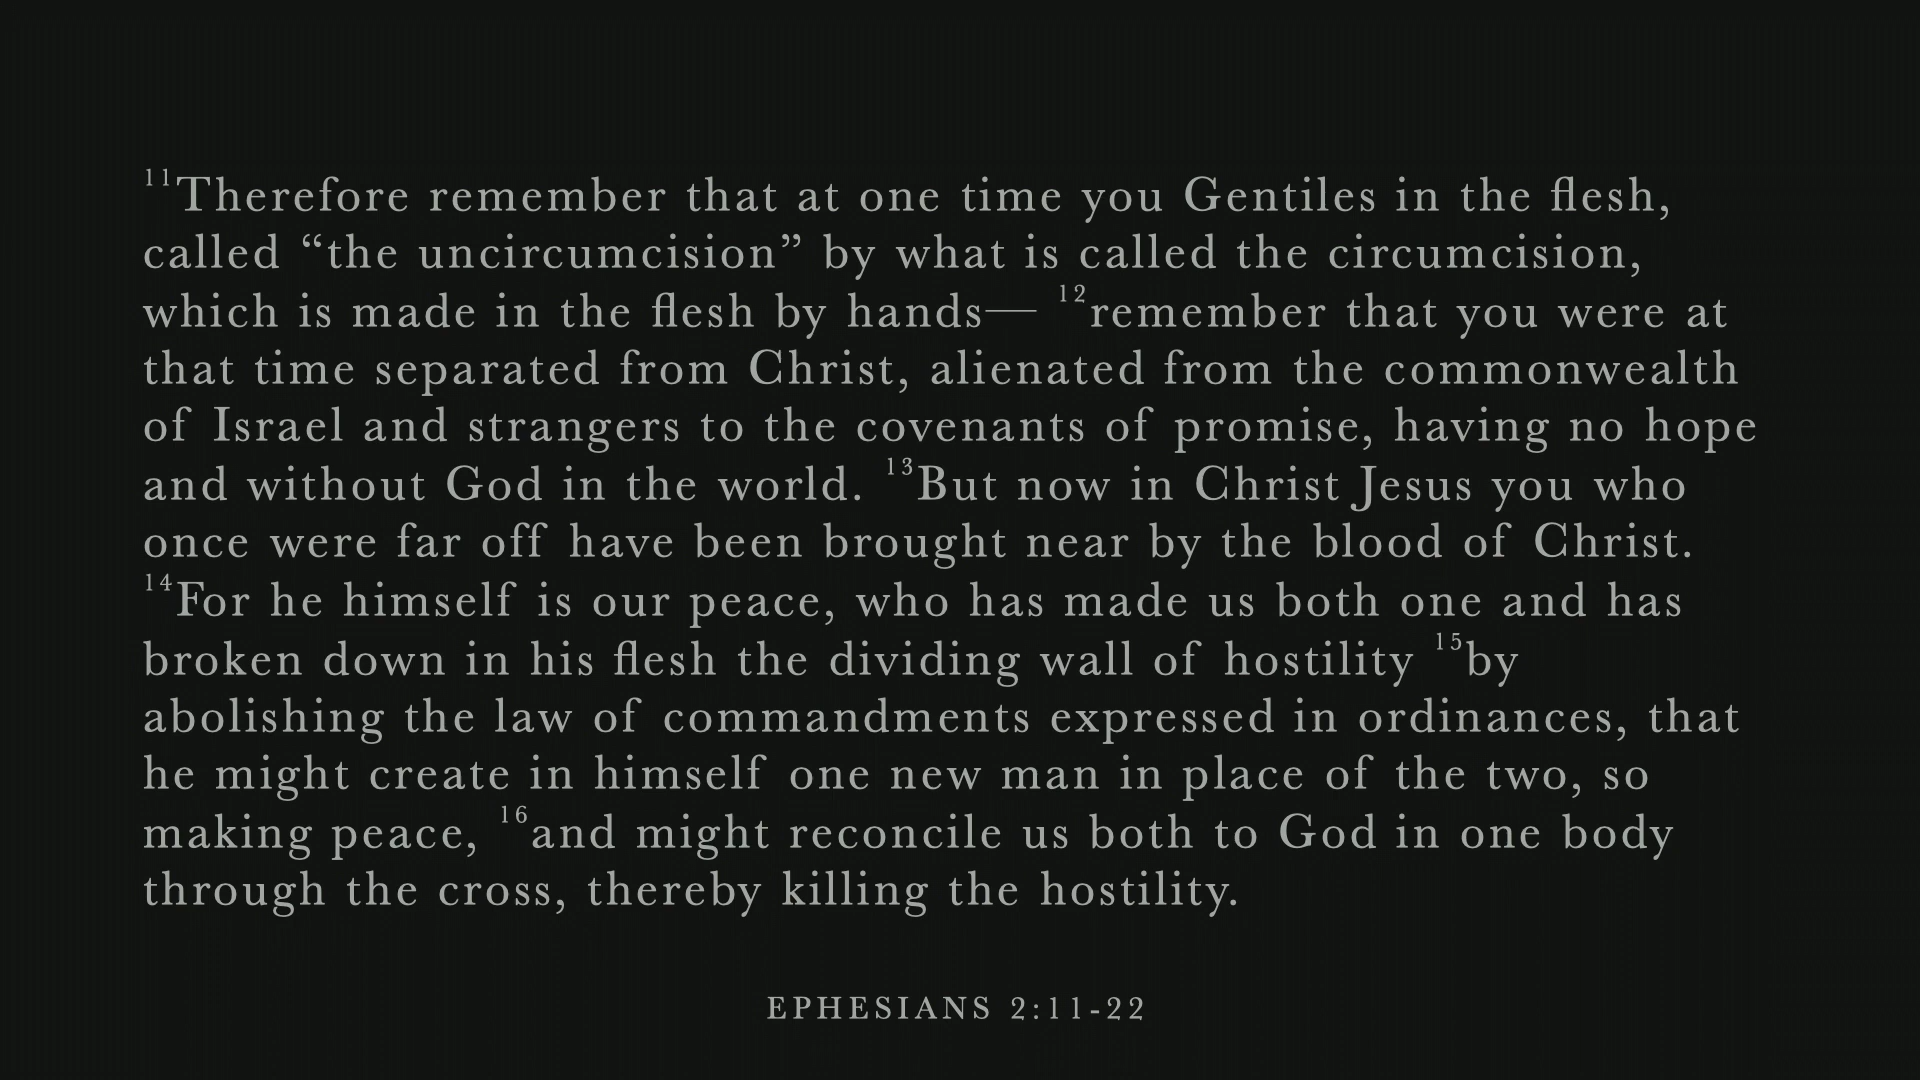 ¹¹Therefore remember that at one time you Gentiles in the flesh,
called “the uncircumcision” by what is called the circumcision,
which is made in the flesh by hands— ¹²remember that you were at
that time separated from Christ, alienated from the commonwealth
of Israel and strangers to the covenants of promise, having no hope
and without God in the world. ¹³But now in Christ Jesus you who
once were far off have been brought near by the blood of Christ.
¹⁴For he himself is our peace, who has made us both one and has
broken down in his flesh the dividing wall of hostility ¹⁵by
abolishing the law of commandments expressed in ordinances, that
he might create in himself one new man in place of the two, so
making peace, ¹⁶and might reconcile us both to God in one body
through the cross, thereby killing the hostility.
EPHESIANS 2:11-22